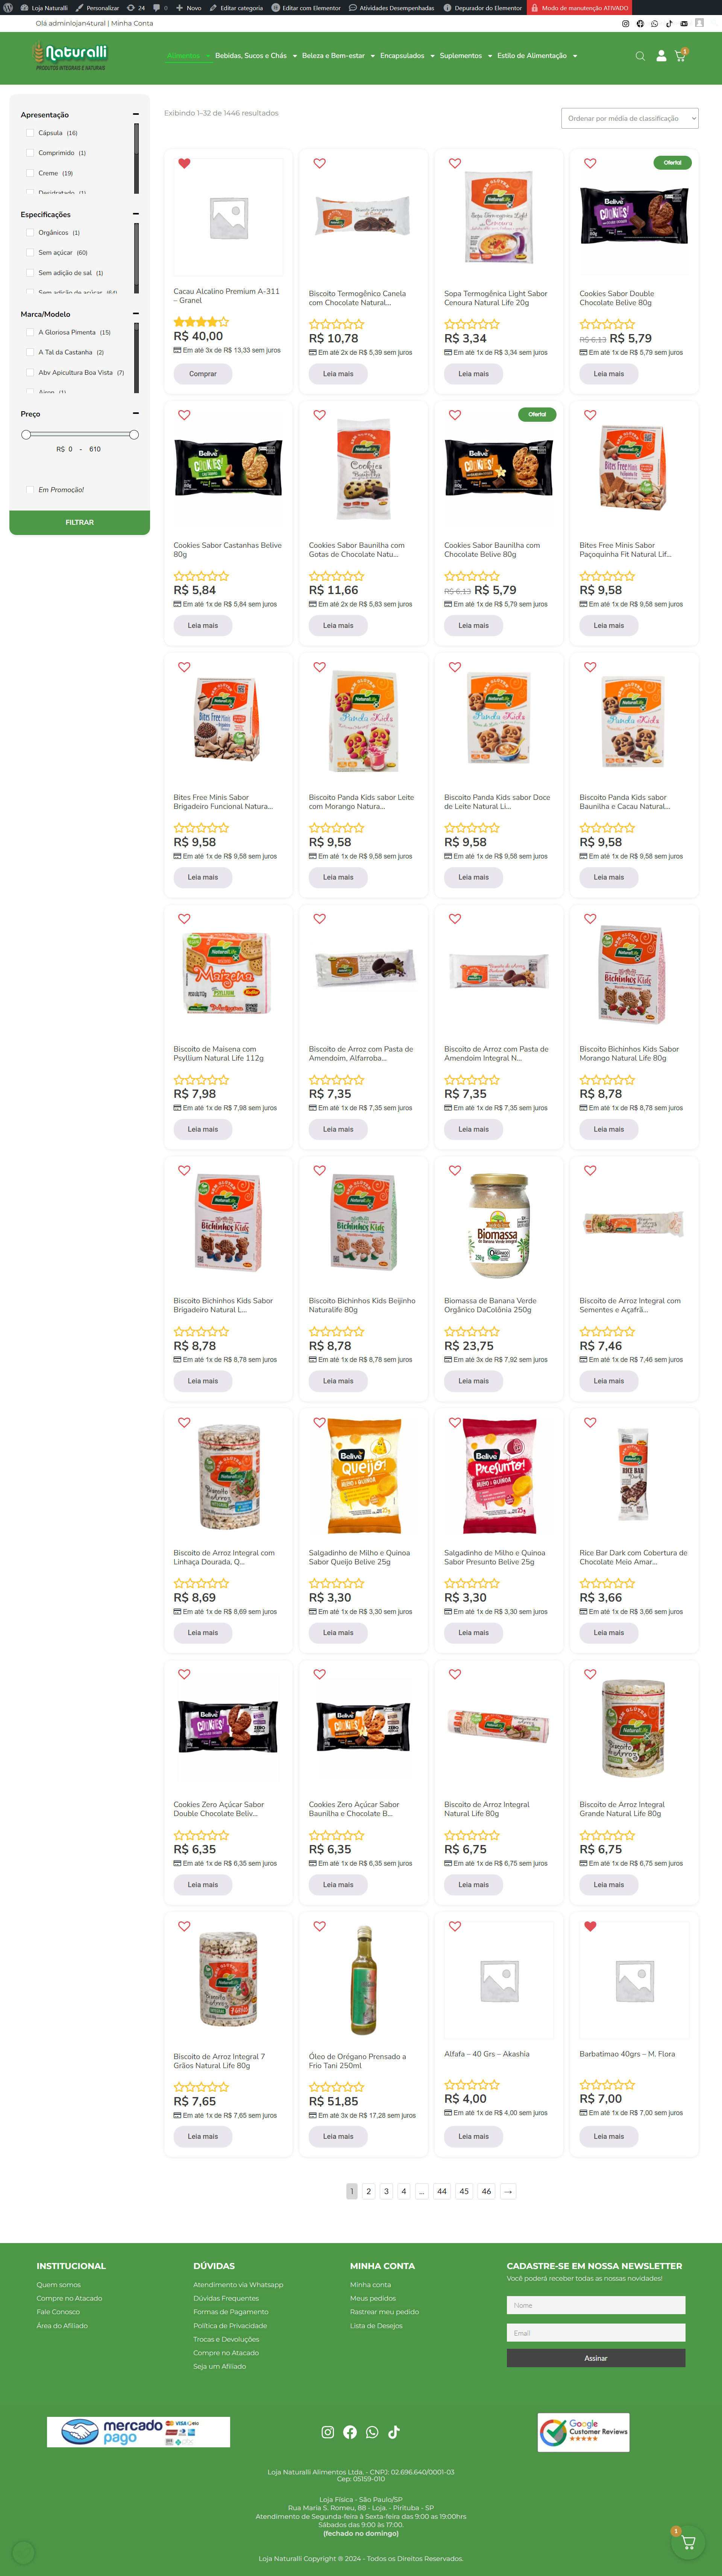 Loja Naturalli Personalizar 24 0 Novo Editar categoria Editar com Elementor Atividades Desempenhadas Depurador do Elementor Modo de manutenção ATIVADO
Olá adminlojan4tural | Minha Conta
Naturalli
PRODUTOS INTEGRAIS E NATURAIS
Alimentos Bebidas, Sucos e Chás Beleza e Bem-estar Encapsulados Suplementos Estilo de Alimentação
1
Apresentação
Cápsula (16)
Comprimido (1)
Creme (19)
Desidratado (1)
Especificações
Orgânicos (1)
Sem açúcar (60)
Sem adição de sal (1)
Sem adição de açúcar (64)
Marca/Modelo
A Gloriosa Pimenta (15)
A Tal da Castanha (2)
Abv Apicultura Boa Vista (7)
Airon (1)
Preço
R$ 0 - 610
Em Promoção!
FILTRAR
Exibindo 1–32 de 1446 resultados
Ordenar por média de classificação
Oferta!
Cacau Alcalino Premium A-311
– Granel
R$ 40,00
Em até 3x de R$ 13,33 sem juros
Comprar
Biscoito Termogênico Canela
com Chocolate Natural...
R$ 10,78
Em até 2x de R$ 5,39 sem juros
Leia mais
Sopa Termogênica Light Sabor
Cenoura Natural Life 20g
R$ 3,34
Em até 1x de R$ 3,34 sem juros
Leia mais
Cookies Sabor Double
Chocolate Belive 80g
R$ 6,13 R$ 5,79
Em até 1x de R$ 5,79 sem juros
Leia mais
Oferta!
Cookies Sabor Castanhas Belive
80g
R$ 5,84
Em até 1x de R$ 5,84 sem juros
Leia mais
Cookies Sabor Baunilha com
Gotas de Chocolate Natu...
R$ 11,66
Em até 2x de R$ 5,83 sem juros
Leia mais
Cookies Sabor Baunilha com
Chocolate Belive 80g
R$ 6,13 R$ 5,79
Em até 1x de R$ 5,79 sem juros
Leia mais
Bites Free Minis Sabor
Paçoquinha Fit Natural Lif...
R$ 9,58
Em até 1x de R$ 9,58 sem juros
Leia mais
Bites Free Minis Sabor
Brigadeiro Funcional Natura...
R$ 9,58
Em até 1x de R$ 9,58 sem juros
Leia mais
Biscoito Panda Kids sabor Leite
com Morango Natura...
R$ 9,58
Em até 1x de R$ 9,58 sem juros
Leia mais
Biscoito Panda Kids sabor Doce
de Leite Natural Li...
R$ 9,58
Em até 1x de R$ 9,58 sem juros
Leia mais
Biscoito Panda Kids sabor
Baunilha e Cacau Natural...
R$ 9,58
Em até 1x de R$ 9,58 sem juros
Leia mais
Biscoito de Maisena com
Psyllium Natural Life 112g
R$ 7,98
Em até 1x de R$ 7,98 sem juros
Leia mais
Biscoito de Arroz com Pasta de
Amendoim, Alfarroba...
R$ 7,35
Em até 1x de R$ 7,35 sem juros
Leia mais
Biscoito de Arroz com Pasta de
Amendoim Integral N...
R$ 7,35
Em até 1x de R$ 7,35 sem juros
Leia mais
Biscoito Bichinhos Kids Sabor
Morango Natural Life 80g
R$ 8,78
Em até 1x de R$ 8,78 sem juros
Leia mais
Biscoito Bichinhos Kids Sabor
Brigadeiro Natural L...
R$ 8,78
Em até 1x de R$ 8,78 sem juros
Leia mais
Biscoito Bichinhos Kids Beijinho
Naturalife 80g
R$ 8,78
Em até 1x de R$ 8,78 sem juros
Leia mais
Biomassa de Banana Verde
Orgânico DaColônia 250g
R$ 23,75
Em até 3x de R$ 7,92 sem juros
Leia mais
Biscoito de Arroz Integral com
Sementes e Açafrã...
R$ 7,46
Em até 1x de R$ 7,46 sem juros
Leia mais
Biscoito de Arroz Integral com
Linhaça Dourada, Q...
R$ 8,69
Em até 1x de R$ 8,69 sem juros
Leia mais
Salgadinho de Milho e Quinoa
Sabor Queijo Belive 25g
R$ 3,30
Em até 1x de R$ 3,30 sem juros
Leia mais
Salgadinho de Milho e Quinoa
Sabor Presunto Belive 25g
R$ 3,30
Em até 1x de R$ 3,30 sem juros
Leia mais
Rice Bar Dark com Cobertura de
Chocolate Meio Amar...
R$ 3,66
Em até 1x de R$ 3,66 sem juros
Leia mais
Cookies Zero Açúcar Sabor
Double Chocolate Beliv...
R$ 6,35
Em até 1x de R$ 6,35 sem juros
Leia mais
Cookies Zero Açúcar Sabor
Baunilha e Chocolate B...
R$ 6,35
Em até 1x de R$ 6,35 sem juros
Leia mais
Biscoito de Arroz Integral
Natural Life 80g
R$ 6,75
Em até 1x de R$ 6,75 sem juros
Leia mais
Biscoito de Arroz Integral
Grande Natural Life 80g
R$ 6,75
Em até 1x de R$ 6,75 sem juros
Leia mais
Biscoito de Arroz Integral 7
Grãos Natural Life 80g
R$ 7,65
Em até 1x de R$ 7,65 sem juros
Leia mais
Óleo de Orégano Prensado a
Frio Tani 250ml
R$ 51,85
Em até 3x de R$ 17,28 sem juros
Leia mais
Alfafa – 40 Grs – Akashia
R$ 4,00
Em até 1x de R$ 4,00 sem juros
Leia mais
Barbatimao 40grs – M. Flora
R$ 7,00
Em até 1x de R$ 7,00 sem juros
Leia mais
1 2 3 4 … 44 45 46 →
INSTITUCIONAL
Quem somos
Compre no Atacado
Fale Conosco
Área do Afiliado
DÚVIDAS
Atendimento via Whatsapp
Dúvidas Frequentes
Formas de Pagamento
Política de Privacidade
Trocas e Devoluções
Compre no Atacado
Seja um Afiliado
MINHA CONTA
Minha conta
Meus pedidos
Rastrear meu pedido
Lista de Desejos
CADASTRE-SE EM NOSSA NEWSLETTER
Você poderá receber todas as nossas novidades!
Nome
Email
Assinar
mercado
pago
Google
Customer Reviews
Loja Naturalli Alimentos Ltda. - CNPJ: 02.696.640/0001-03
Cep: 05159-010
Loja Física - São Paulo/SP
Rua Maria S. Romeu, 88 - Loja. - Pirituba - SP
Atendimento de Segunda-feira à Sexta-feira das 9:00 as 19:00hrs
Sábados das 9:00 às 17:00.
(fechado no domingo)
1
Loja Naturalli Copyright ® 2024 - Todos os Direitos Reservados.